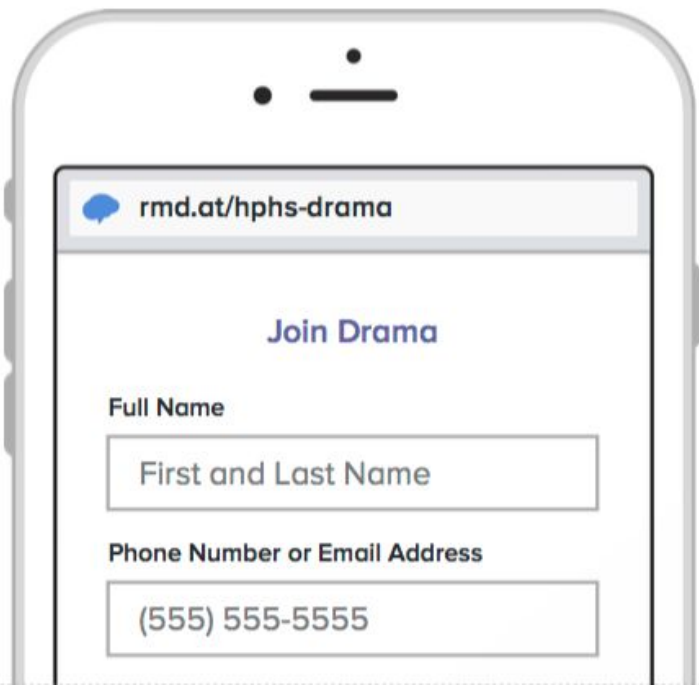 rmd.at/hphs-drama
Join Drama
Full Name
First and Last Name
Phone Number or Email Address
(555) 555-5555